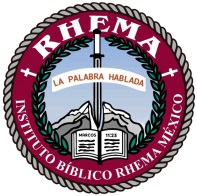 RHEMA
LA PALABRA HABLADA
MARCOS 11:23
INSTITUTO BÍBLICO RHEMA MÉXICO